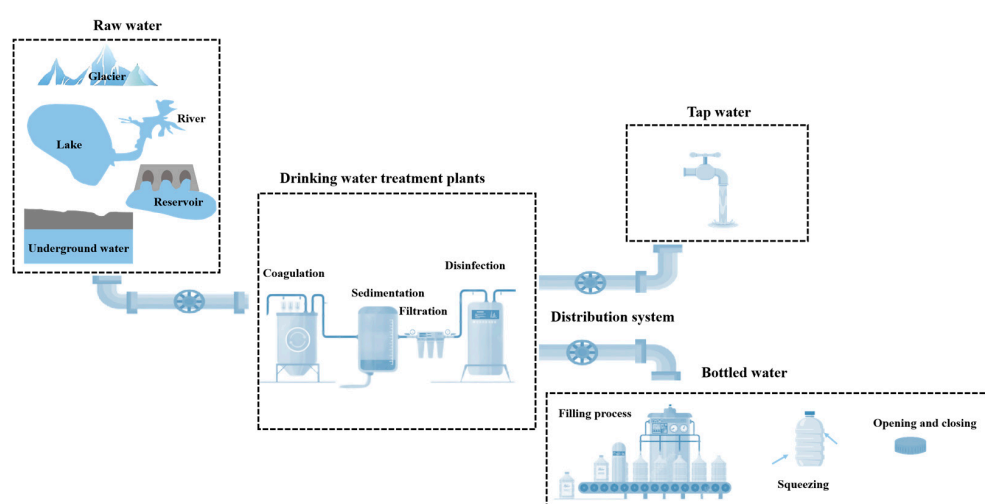 Raw water
Glacier
River
Lake
Reservoir
Underground water
Drinking water treatment plants
Coagulation
Sedimentation
Filtration
Disinfection
Tap water
Distribution system
Bottled water
Filling process
Squeezing
Opening and closing